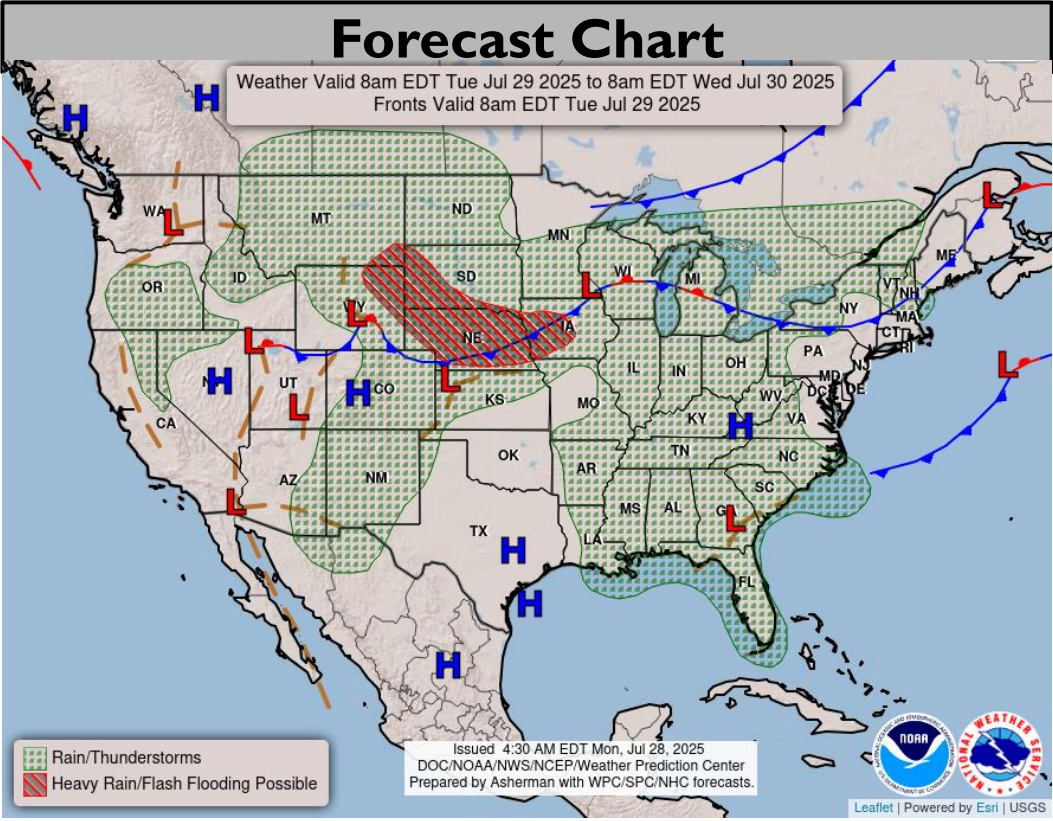 Forecast Chart
Weather Valid 8am EDT Tue Jul 29 2025 to 8am EDT Wed Jul 30 2025
Fronts Valid 8am EDT Tue Jul 29 2025
H
H
L
WA
L
MT
ND
MN
ME
OR
ID
SD
WI
MI
VT
NH
L
WY
L
NY
MA
L
NE
IA
CT
RI
PA
NJ
L
H
UT
H
CO
L
KS
IL
IN
OH
MD
DE
DC
WV
CA
L
MO
KY
H
VA
OK
TN
NC
AZ
NM
AR
SC
L
TX
MS
AL
GA
L
H
LA
FL
H
H
Rain/Thunderstorms
Heavy Rain/Flash Flooding Possible
Issued 4:30 AM EDT Mon, Jul 28, 2025
DOC/NOAA/NWS/NCEP/Weather Prediction Center
Prepared by Asherman with WPC/SPC/NHC forecasts.
NOAA
NATIONAL WEATHER SERVICE
Leaflet | Powered by Esri | USGS